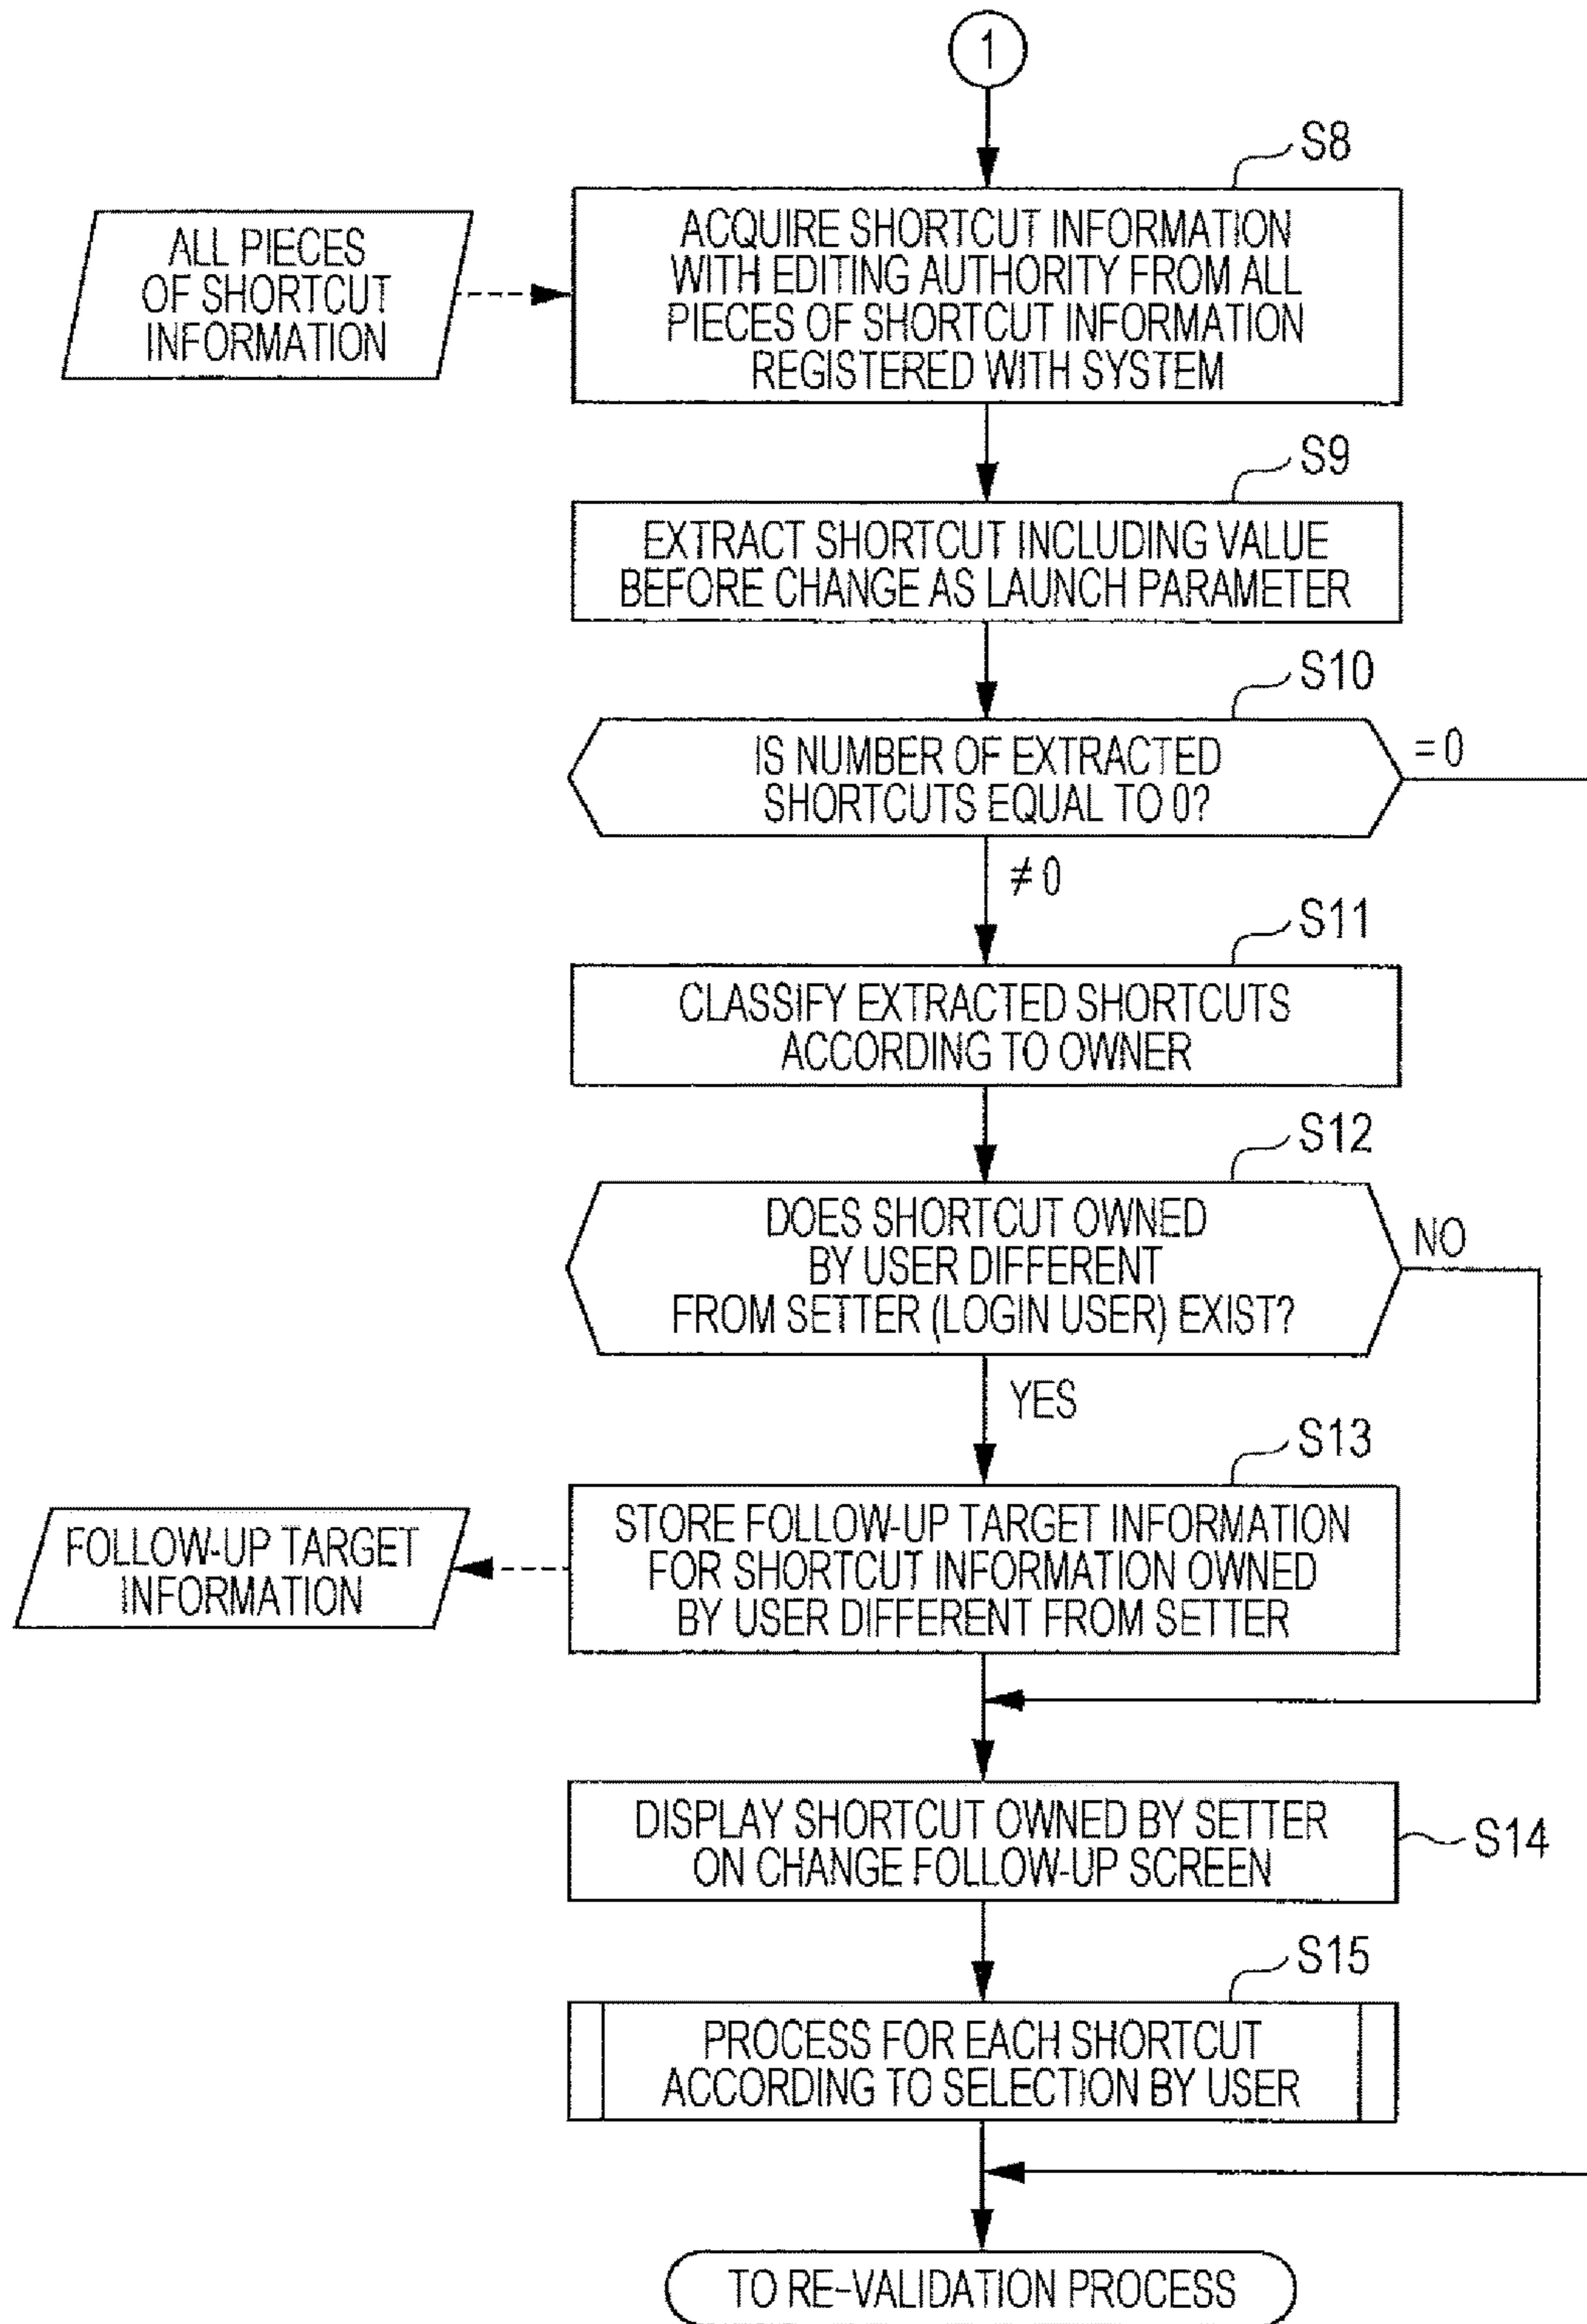 1
S8
ALL PIECES
OF SHORTCUT
INFORMATION
ACQUIRE SHORTCUT INFORMATION
WITH EDITING AUTHORITY FROM ALL
PIECES OF SHORTCUT INFORMATION
REGISTERED WITH SYSTEM
S9
EXTRACT SHORTCUT INCLUDING VALUE
BEFORE CHANGE AS LAUNCH PARAMETER
S10
IS NUMBER OF EXTRACTED
SHORTCUTS EQUAL TO 0?
= 0
≠ 0
S11
CLASSIFY EXTRACTED SHORTCUTS
ACCORDING TO OWNER
S12
DOES SHORTCUT OWNED
BY USER DIFFERENT
FROM SETTER (LOGIN USER) EXIST?
NO
YES
S13
STORE FOLLOW-UP TARGET INFORMATION
FOR SHORTCUT INFORMATION OWNED
BY USER DIFFERENT FROM SETTER
FOLLOW-UP TARGET
INFORMATION
DISPLAY SHORTCUT OWNED BY SETTER
ON CHANGE FOLLOW-UP SCREEN
S14
S15
PROCESS FOR EACH SHORTCUT
ACCORDING TO SELECTION BY USER
TO RE-VALIDATION PROCESS